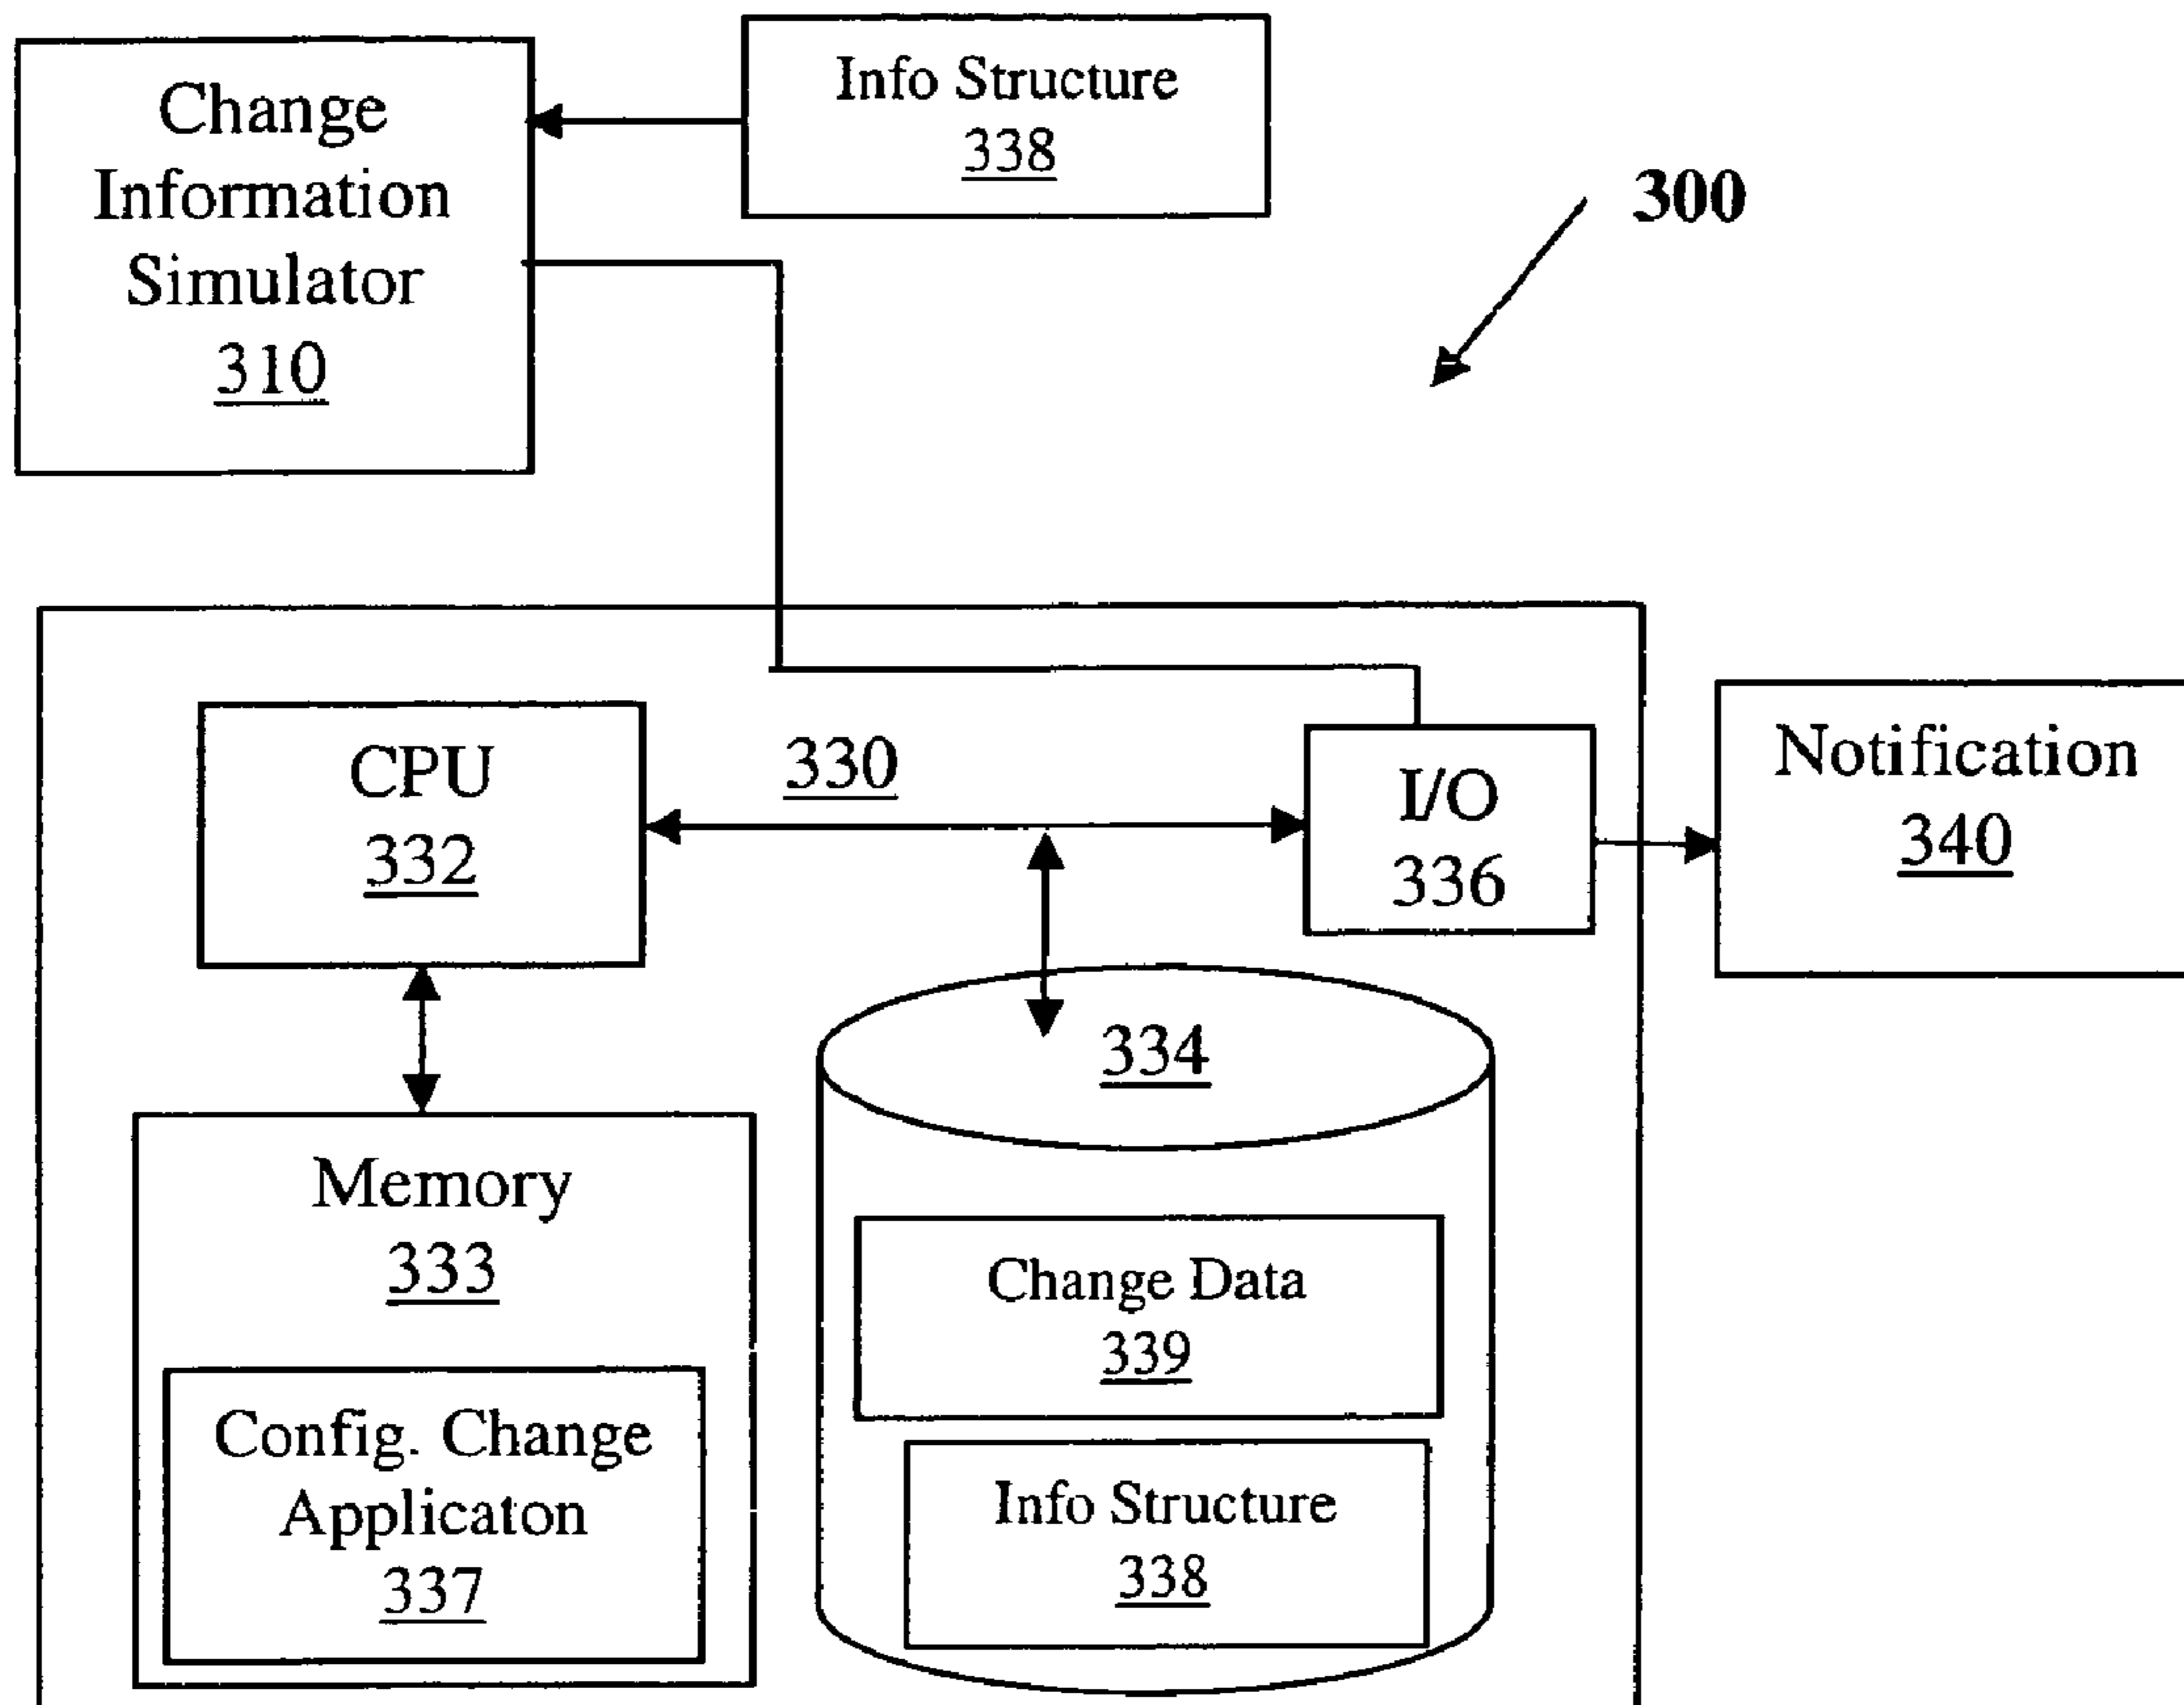 Change
Information
Simulator
310
Info Structure
338
300
CPU
332
330
I/O
336
Notification
340
334
Memory
333
Change Data
339
Config. Change
Applicaton
337
Info Structure
338